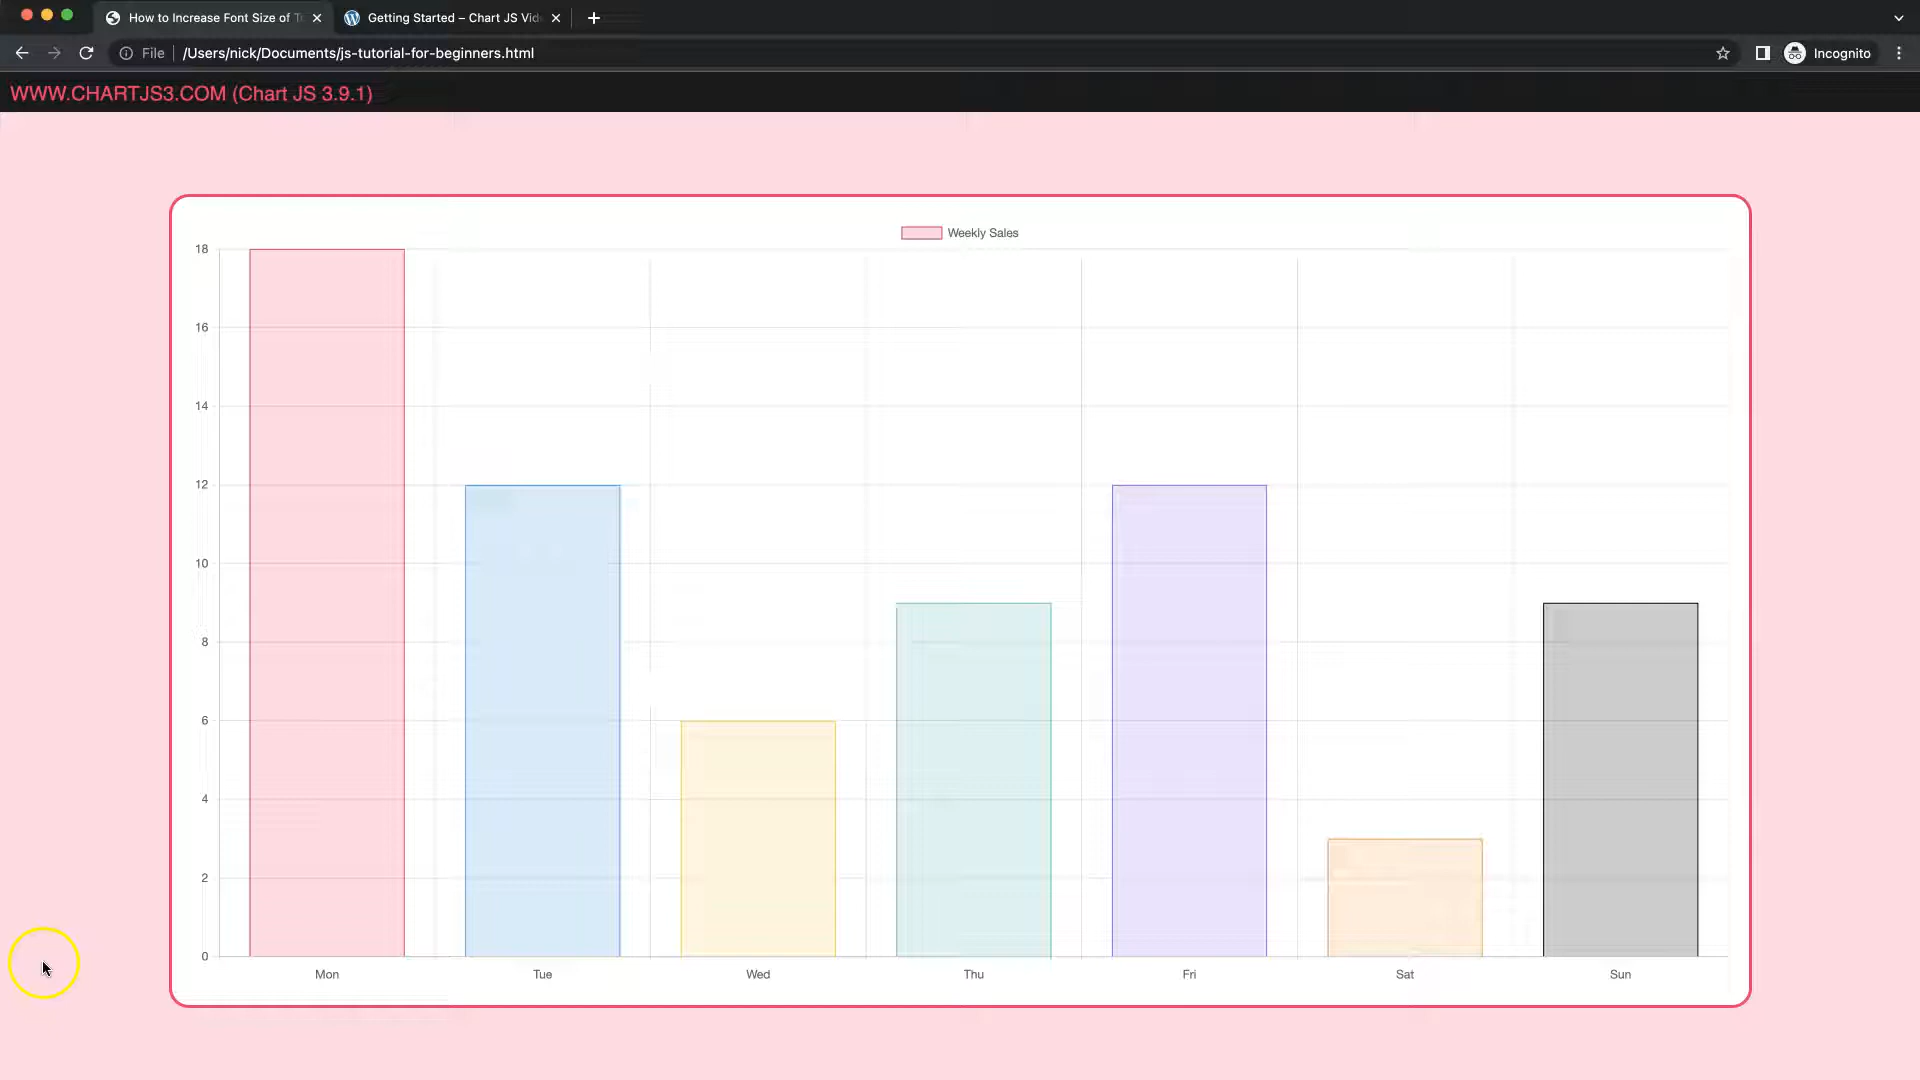 How to Increase Font Size of
Getting Started – Chart JS Vid
File
/Users/nick/Documents/js-tutorial-for-beginners.html
Incognito
WWW.CHARTJS3.COM (Chart JS 3.9.1)
Weekly Sales
18
16
14
12
10
8
6
4
2
0
Mon Tue Wed Thu Fri Sat Sun